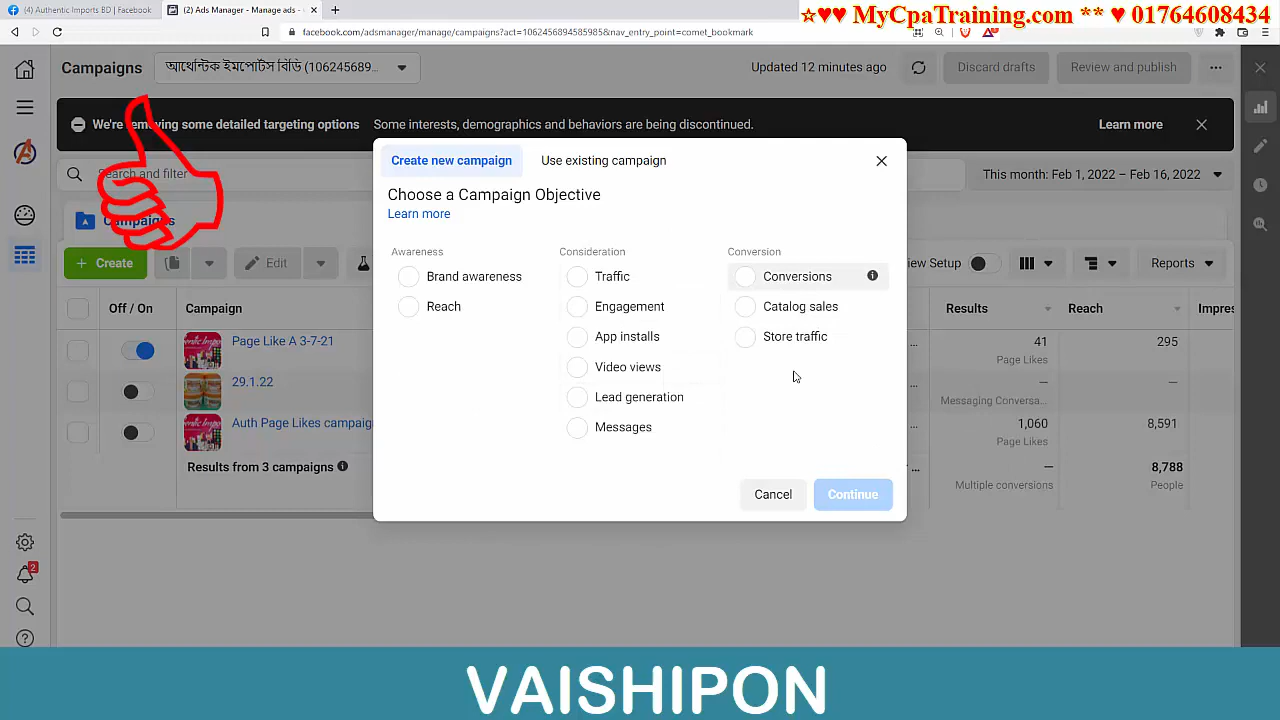 (4) Authentic Imports BD | Facebook
(2) Ads Manager - Manage ads -
☆♥♥ MyCpaTraining.com ** ♥ 01764608434
facebook.com/adsmanager/manage/campaigns?act=1062456894585985&nav_entry_point=comet_bookmark
Campaigns
আথেন্টিক ইমপোর্টস বিডি (106245689...
Updated 12 minutes ago
Discard drafts
Review and publish
We're removing some detailed targeting options
Some interests, demographics and behaviors are being discontinued.
Learn more
Search and filter
This month: Feb 1, 2022 – Feb 16, 2022
Create new campaign
Use existing campaign
Choose a Campaign Objective
Learn more
Campaigns
Awareness
Consideration
Conversion
+ Create
Edit
ew Setup
Reports
Brand awareness
Traffic
Conversions
Reach
Engagement
Catalog sales
App installs
Store traffic
Video views
Lead generation
Messages
Cancel
Continue
Off / On
Campaign
Results
Reach
Impres
Page Like A 3-7-21
...
41
295
Page Likes
29.1.22
...
—
—
Messaging Conversa...
Auth Page Likes campaig
...
1,060
8,591
Page Likes
Results from 3 campaigns
...
—
8,788
Multiple conversions
People
2
VAISHIPON